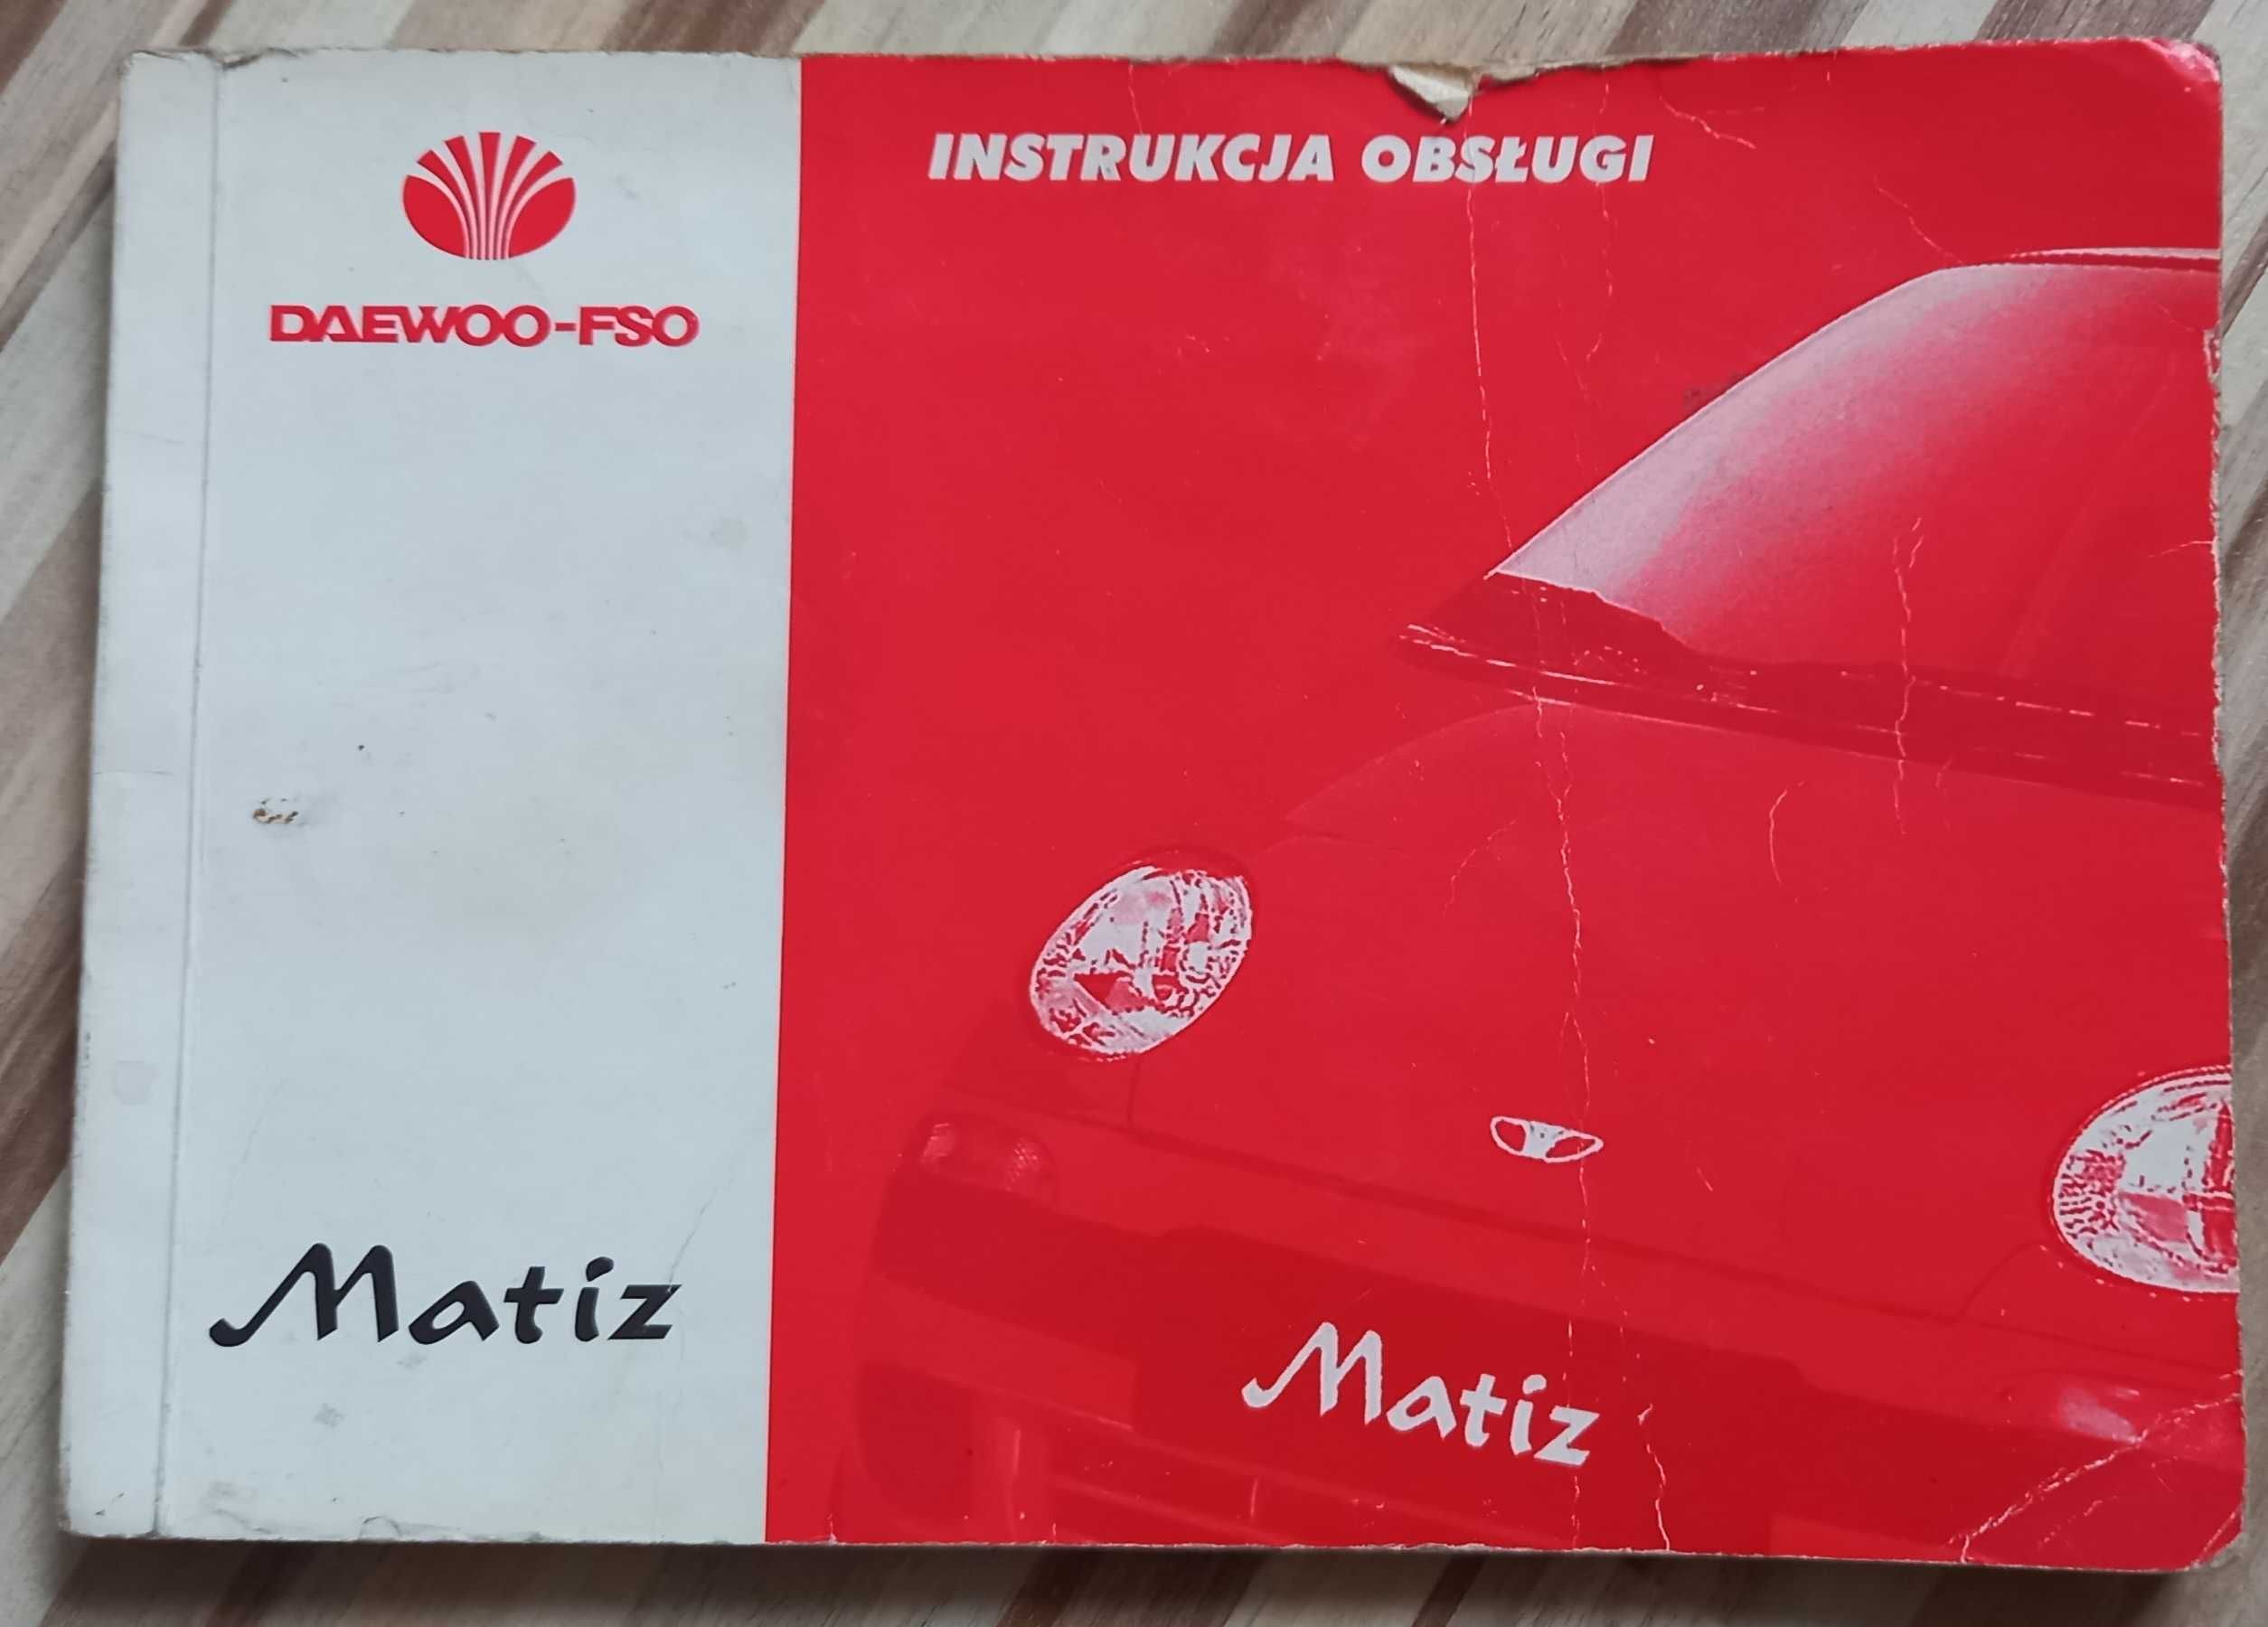 DAEWOO-FSO
Matiz
INSTRUKCJA OBSŁUGI
Matiz